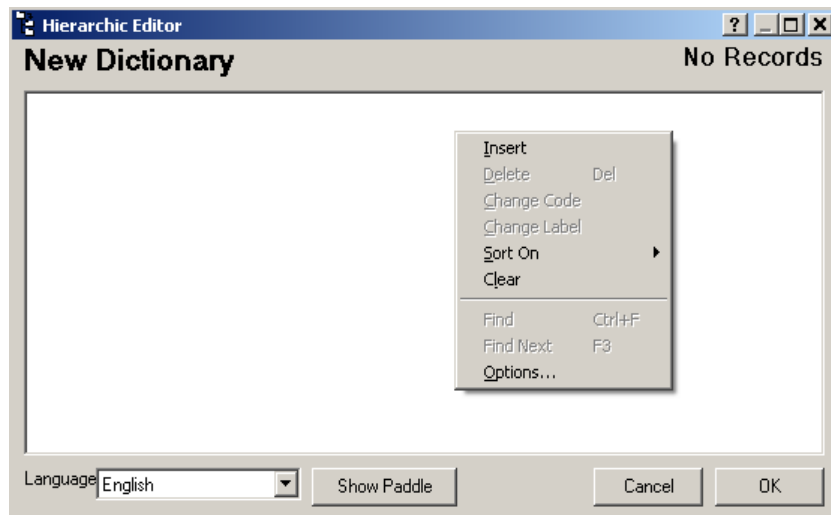 Hierarchic Editor
New Dictionary
No Records
Insert
Delete Del
Change Code
Change Label
Sort On
Clear
Find Ctrl+F
Find Next F3
Options...
Language English Show Paddle Cancel OK